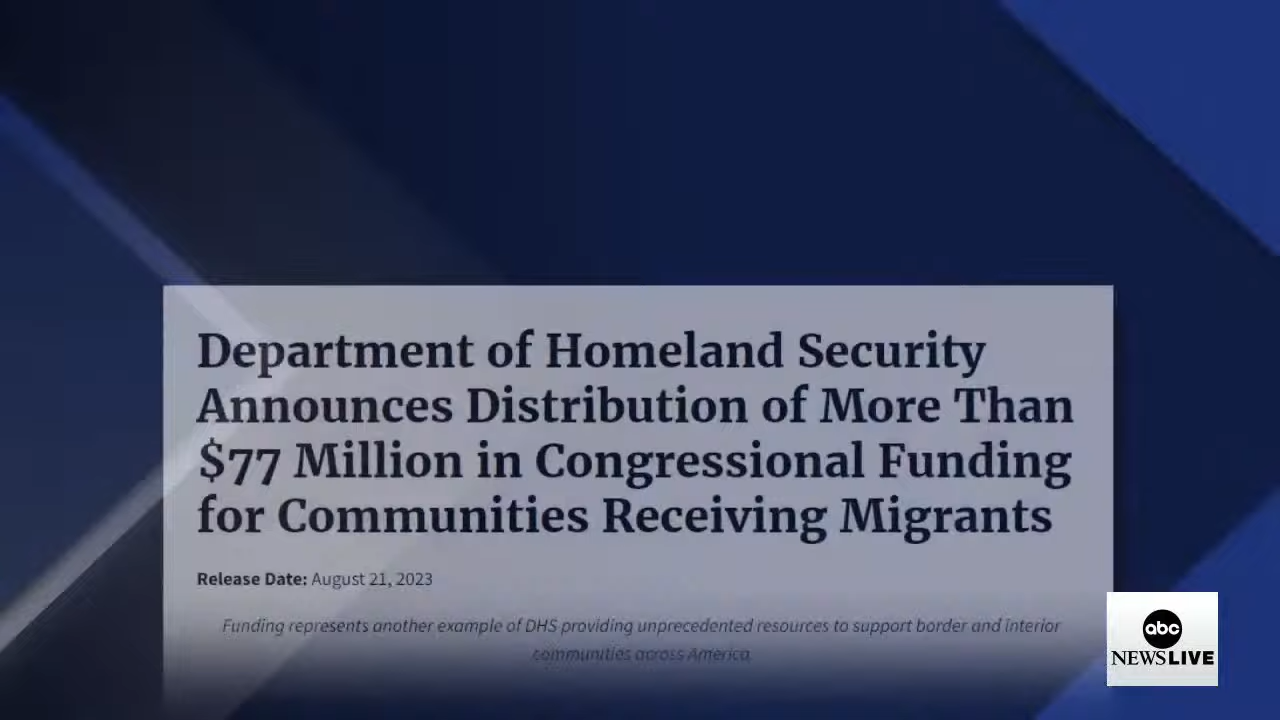 Department of Homeland Security
Announces Distribution of More Than
$77 Million in Congressional Funding
for Communities Receiving Migrants
Release Date: August 21, 2023
Funding represents another example of DHS providing unprecedented resources to support border and interior
communities across America.
abc
NEWS LIVE